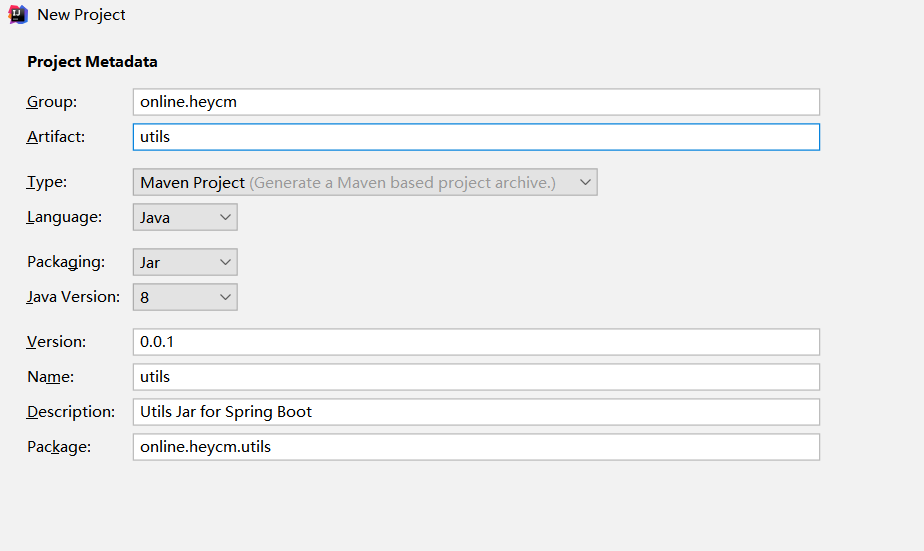 New Project
Project Metadata
Group: online.heycm
Artifact: utils
Type: Maven Project (Generate a Maven based project archive.)
Language: Java
Packaging: Jar
Java Version: 8
Version: 0.0.1
Name: utils
Description: Utils Jar for Spring Boot
Package: online.heycm.utils